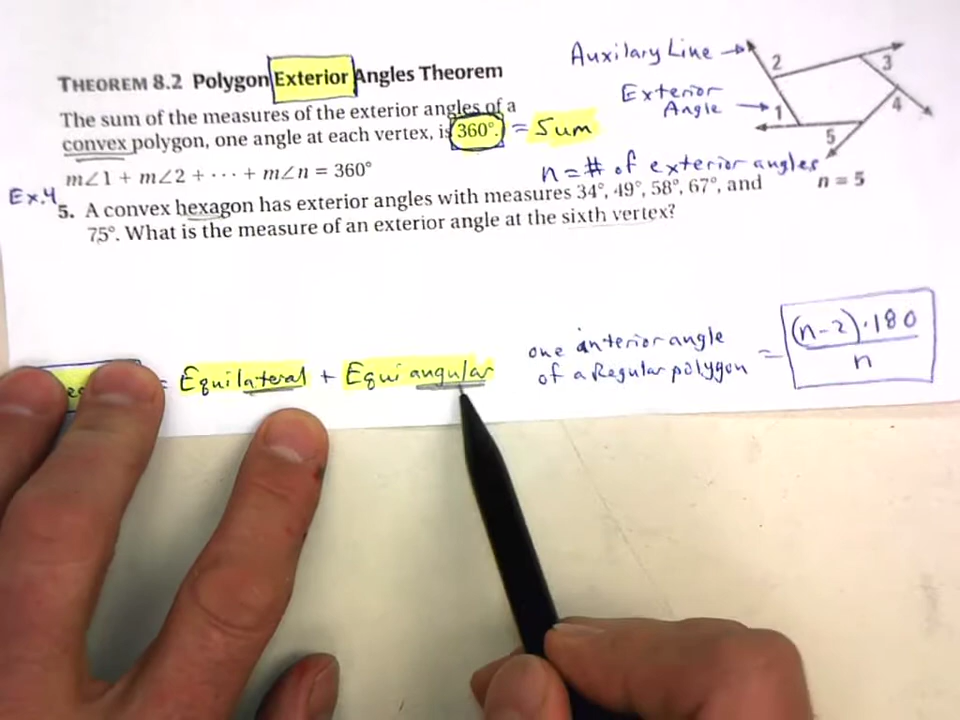 THEOREM 8.2 Polygon Exterior Angles Theorem
The sum of the measures of the exterior angles of a
convex polygon, one angle at each vertex, is 360°. = Sum
m∠1 + m∠2 + ··· + m∠n = 360°
Auxilary Line
Exterior
Angle
1
2
3
4
5
n = # of exterior angles
n = 5
Ex.4
5. A convex hexagon has exterior angles with measures 34°, 49°, 58°, 67°, and
75°. What is the measure of an exterior angle at the sixth vertex?
= Equilateral + Equiangular
one interior angle
of a Regular polygon
= (n-2)·180
n